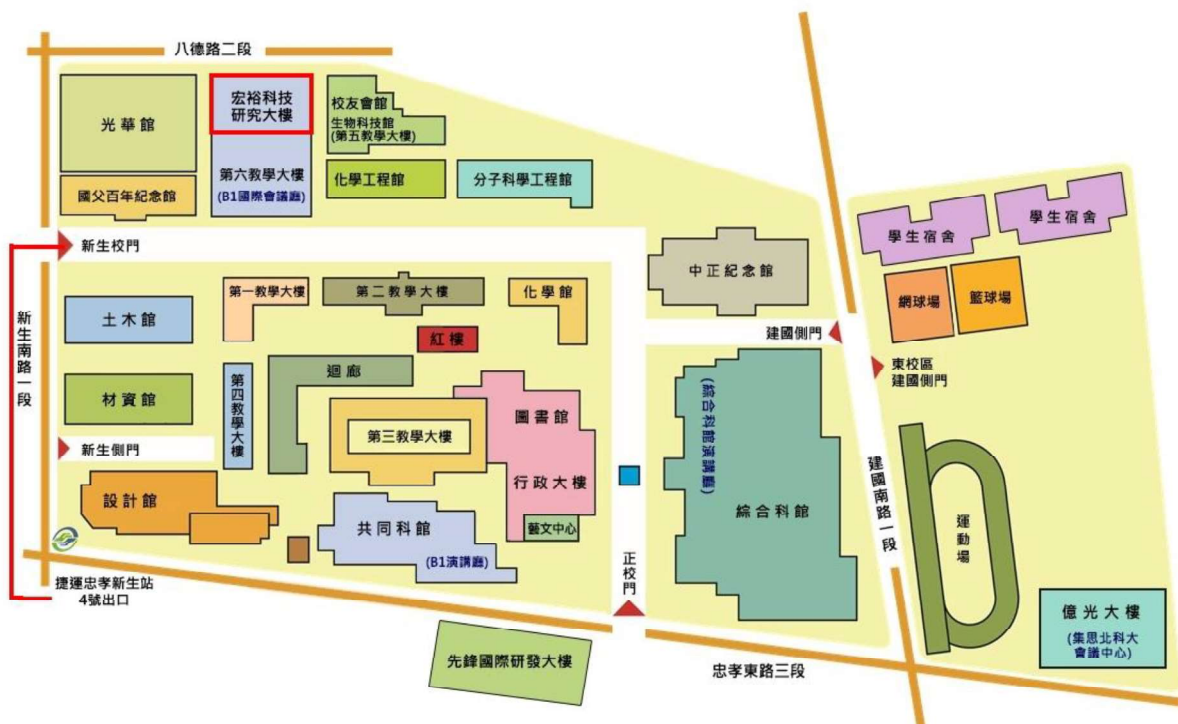 八德路二段
光華館
宏裕科技
研究大樓
校友會館
生物科技館
(第五教學大樓)
國父百年紀念館
第六教學大樓
(B1國際會議廳)
化學工程館
分子科學工程館
學生宿舍
學生宿舍
新生校門
中正紀念館
網球場
籃球場
第一教學大樓
第二教學大樓
化學館
土木館
紅樓
建國側門
新生南路一段
迴廊
東校區
建國側門
材資館
第四教學大樓
圖書館
(綜合科館演講廳)
第三教學大樓
新生側門
行政大樓
設計館
綜合科館
建國南路一段
運動場
共同科館
(B1演講廳)
藝文中心
正校門
捷運忠孝新生站
4號出口
億光大樓
(集思北科大
會議中心)
先鋒國際研發大樓
忠孝東路三段